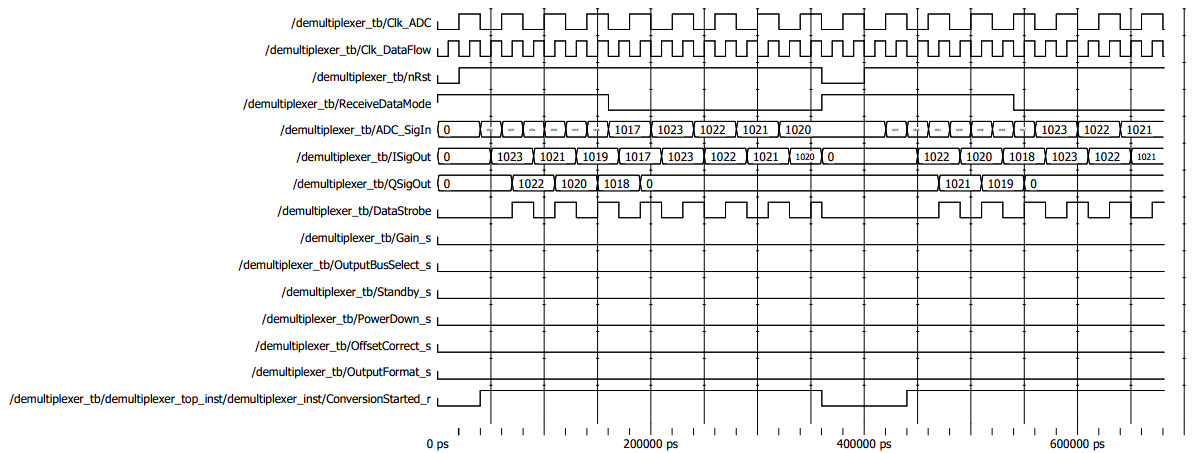 /demultiplexer_tb/Clk_ADC
/demultiplexer_tb/Clk_DataFlow
/demultiplexer_tb/nRst
/demultiplexer_tb/ReceiveDataMode
/demultiplexer_tb/ADC_SigIn 0 1017 1023 1022 1021 1020 1023 1022 1021
/demultiplexer_tb/ISigOut 0 1023 1021 1019 1017 1023 1022 1021 1020 0 1022 1020 1018 1023 1022 1021
/demultiplexer_tb/QSigOut 0 1022 1020 1018 0 1021 1019 0
/demultiplexer_tb/DataStrobe
/demultiplexer_tb/Gain_s
/demultiplexer_tb/OutputBusSelect_s
/demultiplexer_tb/Standby_s
/demultiplexer_tb/PowerDown_s
/demultiplexer_tb/OffsetCorrect_s
/demultiplexer_tb/OutputFormat_s
/demultiplexer_tb/demultiplexer_top_inst/demultiplexer_inst/ConversionStarted_r
0 ps 200000 ps 400000 ps 600000 ps